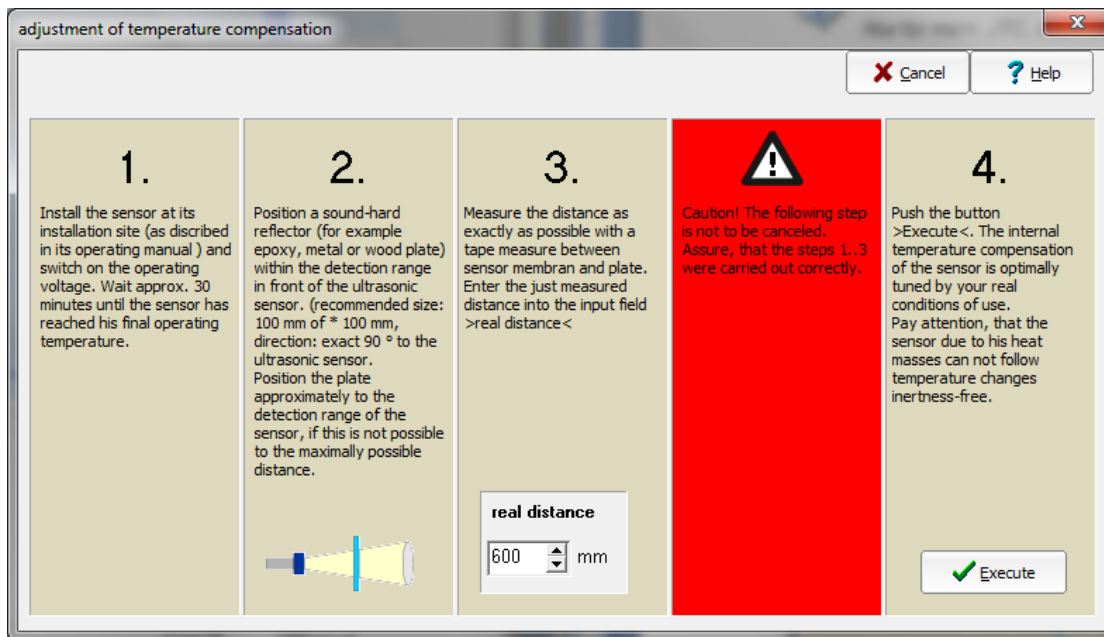 adjustment of temperature compensation
Cancel
Help
1.
Install the sensor at its
installation site (as discribed
in its operating manual ) and
switch on the operating
voltage. Wait approx. 30
minutes until the sensor has
reached his final operating
temperature.
2.
Position a sound-hard
reflector (for example
epoxy, metal or wood plate)
within the detection range
in front of the ultrasonic
sensor. (recommended size:
100 mm of * 100 mm,
direction: exact 90 ° to the
ultrasonic sensor.
Position the plate
approximately to the
detection range of the
sensor, if this is not possible
to the maximally possible
distance.
3.
Measure the distance as
exactly as possible with a
tape measure between
sensor membran and plate.
Enter the just measured
distance into the input field
>real distance<
real distance
600 mm
Caution! The following step
is not to be canceled.
Assure, that the steps 1..3
were carried out correctly.
4.
Push the button
>Execute<. The internal
temperature compensation
of the sensor is optimally
tuned by your real
conditions of use.
Pay attention, that the
sensor due to his heat
masses can not follow
temperature changes
inertness-free.
Execute